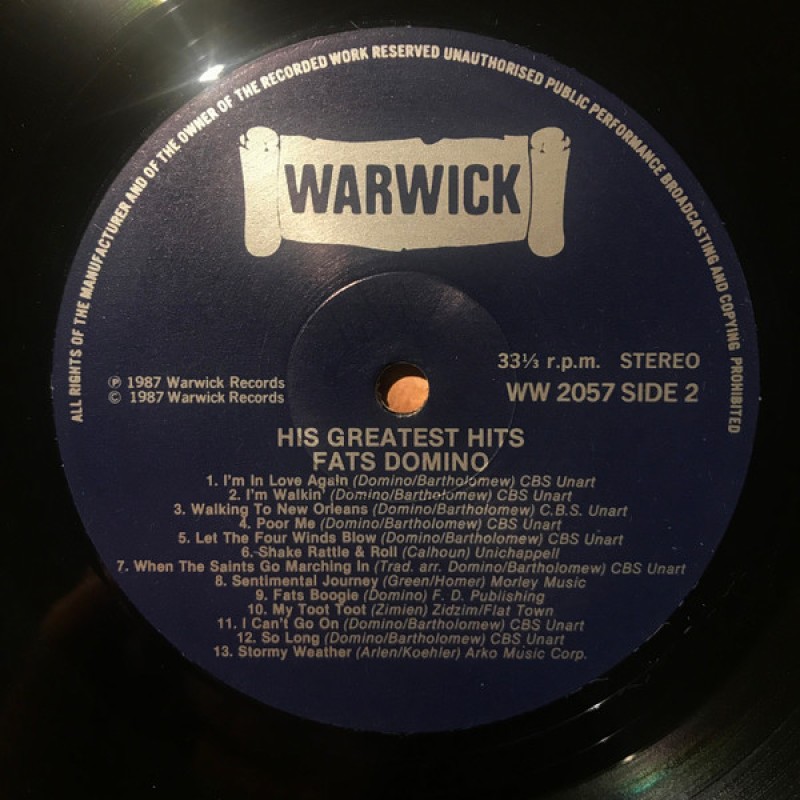 ALL RIGHTS OF THE MANUFACTURER AND OF THE OWNER OF THE RECORDED WORK RESERVED UNAUTHORISED PUBLIC PERFORMANCE BROADCASTING AND COPYING PROHIBITED
WARWICK
33⅓ r.p.m. STEREO
℗ 1987 Warwick Records
© 1987 Warwick Records
WW 2057 SIDE 2
HIS GREATEST HITS
FATS DOMINO
1. I'm In Love Again (Domino/Bartholomew) CBS Unart
2. I'm Walkin' (Domino/Bartholomew) CBS Unart
3. Walking To New Orleans (Domino/Bartholomew) C.B.S. Unart
4. Poor Me (Domino/Bartholomew) CBS Unart
5. Let The Four Winds Blow (Domino/Bartholomew) CBS Unart
6. Shake Rattle & Roll (Calhoun) Unichappell
7. When The Saints Go Marching In (Trad. arr. Domino/Bartholomew) CBS Unart
8. Sentimental Journey (Green/Homer) Morley Music
9. Fats Boogie (Domino) F. D. Publishing
10. My Toot Toot (Zimien) Zidzim/Flat Town
11. I Can't Go On (Domino/Bartholomew) CBS Unart
12. So Long (Domino/Bartholomew) CBS Unart
13. Stormy Weather (Arlen/Koehler) Arko Music Corp.